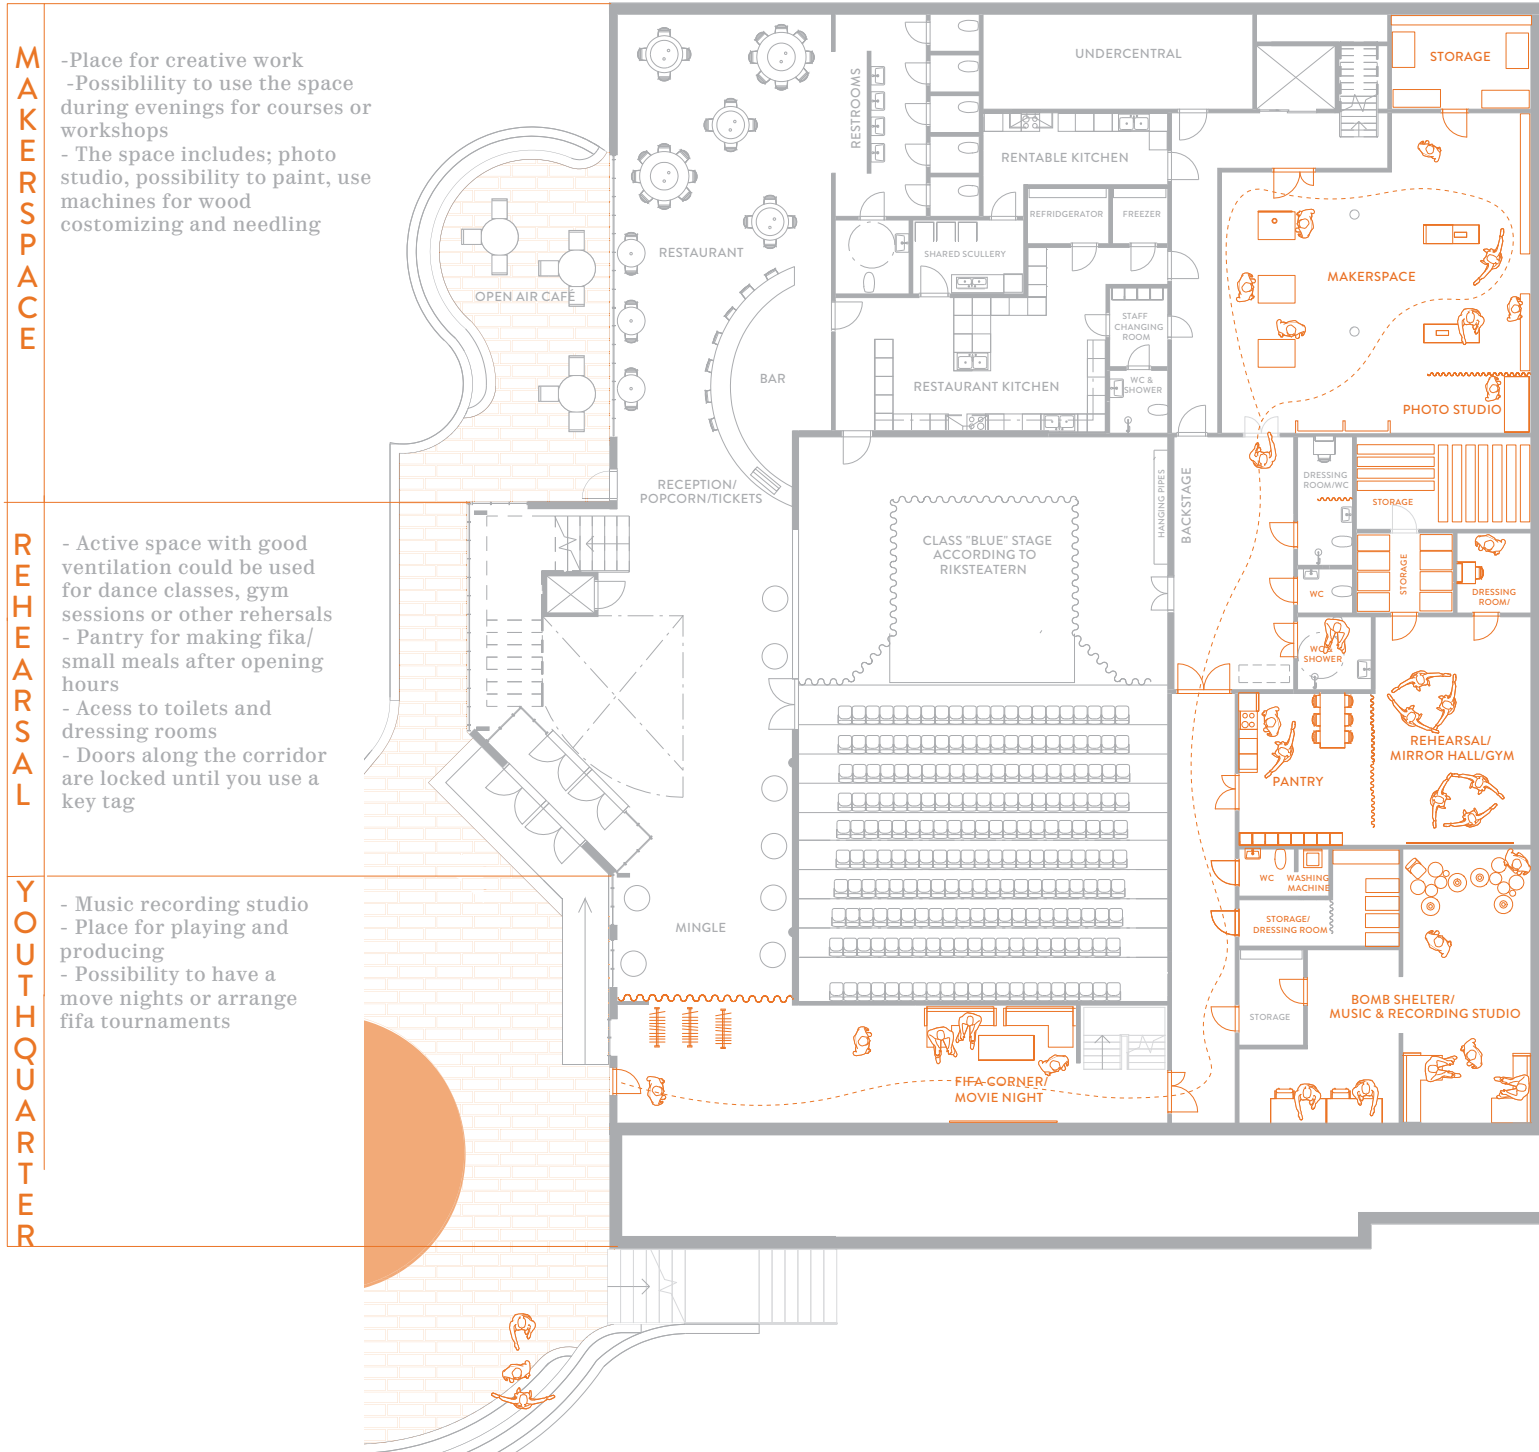 MAKERSPACE
-Place for creative work
-Possiblility to use the space
during evenings for courses or
workshops
- The space includes; photo
studio, possibility to paint, use
machines for wood
costomizing and needling
REHEARSAL
- Active space with good
ventilation could be used
for dance classes, gym
sessions or other rehersals
- Pantry for making fika/
small meals after opening
hours
- Acess to toilets and
dressing rooms
- Doors along the corridor
are locked until you use a
key tag
YOUTHQUARTER
- Music recording studio
- Place for playing and
producing
- Possibility to have a
move nights or arrange
fifa tournaments
OPEN AIR CAFÉ
RESTAURANT
BAR
RECEPTION/
POPCORN/TICKETS
MINGLE
RESTROOMS
UNDERCENTRAL
RENTABLE KITCHEN
REFRIDGERATOR
FREEZER
SHARED SCULLERY
STAFF
CHANGING
ROOM
WC &
SHOWER
RESTAURANT KITCHEN
STORAGE
MAKERSPACE
PHOTO STUDIO
CLASS "BLUE" STAGE
ACCORDING TO
RIKSTEATERN
HANGING PIPES
BACKSTAGE
DRESSING
ROOM/WC
STORAGE
STORAGE
WC
DRESSING
ROOM/
WC &
SHOWER
PANTRY
REHEARSAL/
MIRROR HALL/GYM
WC
WASHING
MACHINE
STORAGE/
DRESSING ROOM
STORAGE
BOMB SHELTER/
MUSIC & RECORDING STUDIO
FIFA CORNER/
MOVIE NIGHT